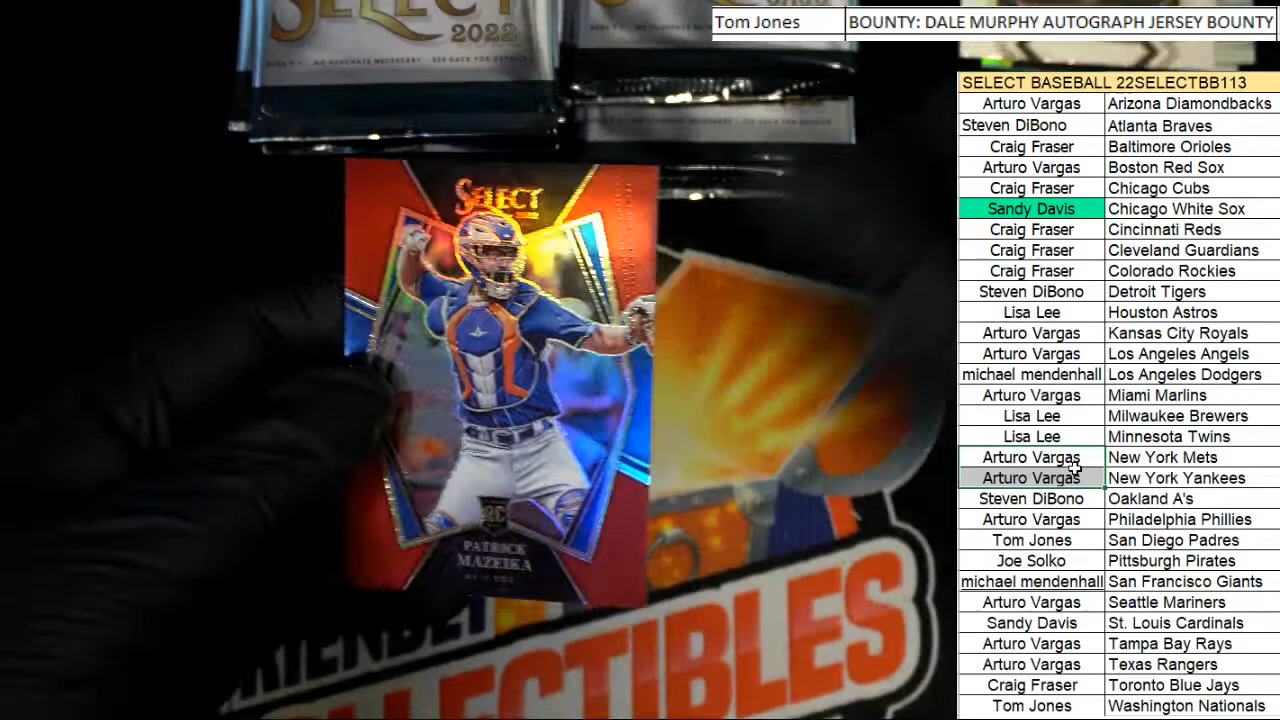 Tom Jones BOUNTY: DALE MURPHY AUTOGRAPH JERSEY BOUNTY
SELECT
2022
NO PURCHASE NECESSARY - SEE BACK FOR DETAILS
SELECT
RC
PATRICK
MAZEIKA
SELECT BASEBALL 22SELECTBB113
Arturo Vargas Arizona Diamondbacks
Steven DiBono Atlanta Braves
Craig Fraser Baltimore Orioles
Arturo Vargas Boston Red Sox
Craig Fraser Chicago Cubs
Sandy Davis Chicago White Sox
Craig Fraser Cincinnati Reds
Craig Fraser Cleveland Guardians
Craig Fraser Colorado Rockies
Steven DiBono Detroit Tigers
Lisa Lee Houston Astros
Arturo Vargas Kansas City Royals
Arturo Vargas Los Angeles Angels
michael mendenhall Los Angeles Dodgers
Arturo Vargas Miami Marlins
Lisa Lee Milwaukee Brewers
Lisa Lee Minnesota Twins
Arturo Vargas New York Mets
Arturo Vargas New York Yankees
Steven DiBono Oakland A's
Arturo Vargas Philadelphia Phillies
Tom Jones San Diego Padres
Joe Solko Pittsburgh Pirates
michael mendenhall San Francisco Giants
Arturo Vargas Seattle Mariners
Sandy Davis St. Louis Cardinals
Arturo Vargas Tampa Bay Rays
Arturo Vargas Texas Rangers
Craig Fraser Toronto Blue Jays
Tom Jones Washington Nationals